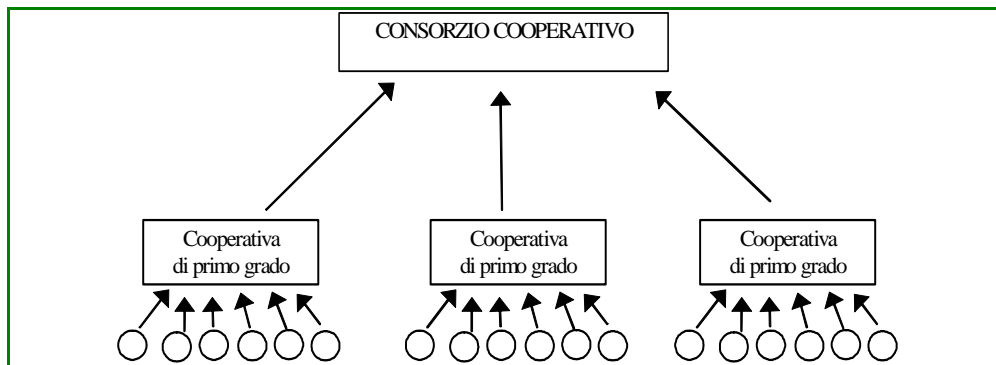 CONSORZIO COOPERATIVO
Cooperativa
di primo grado
Cooperativa
di primo grado
Cooperativa
di primo grado